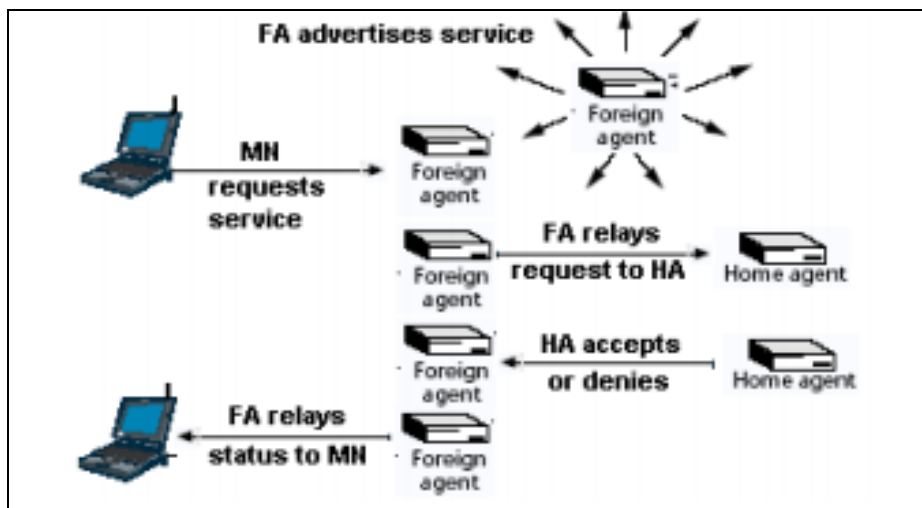 FA advertises service
Foreign
agent
MN
requests
service
Foreign
agent
Foreign
agent
FA relays
request to HA
Home agent
Foreign
agent
HA accepts
or denies
Home agent
FA relays
status to MN
Foreign
agent